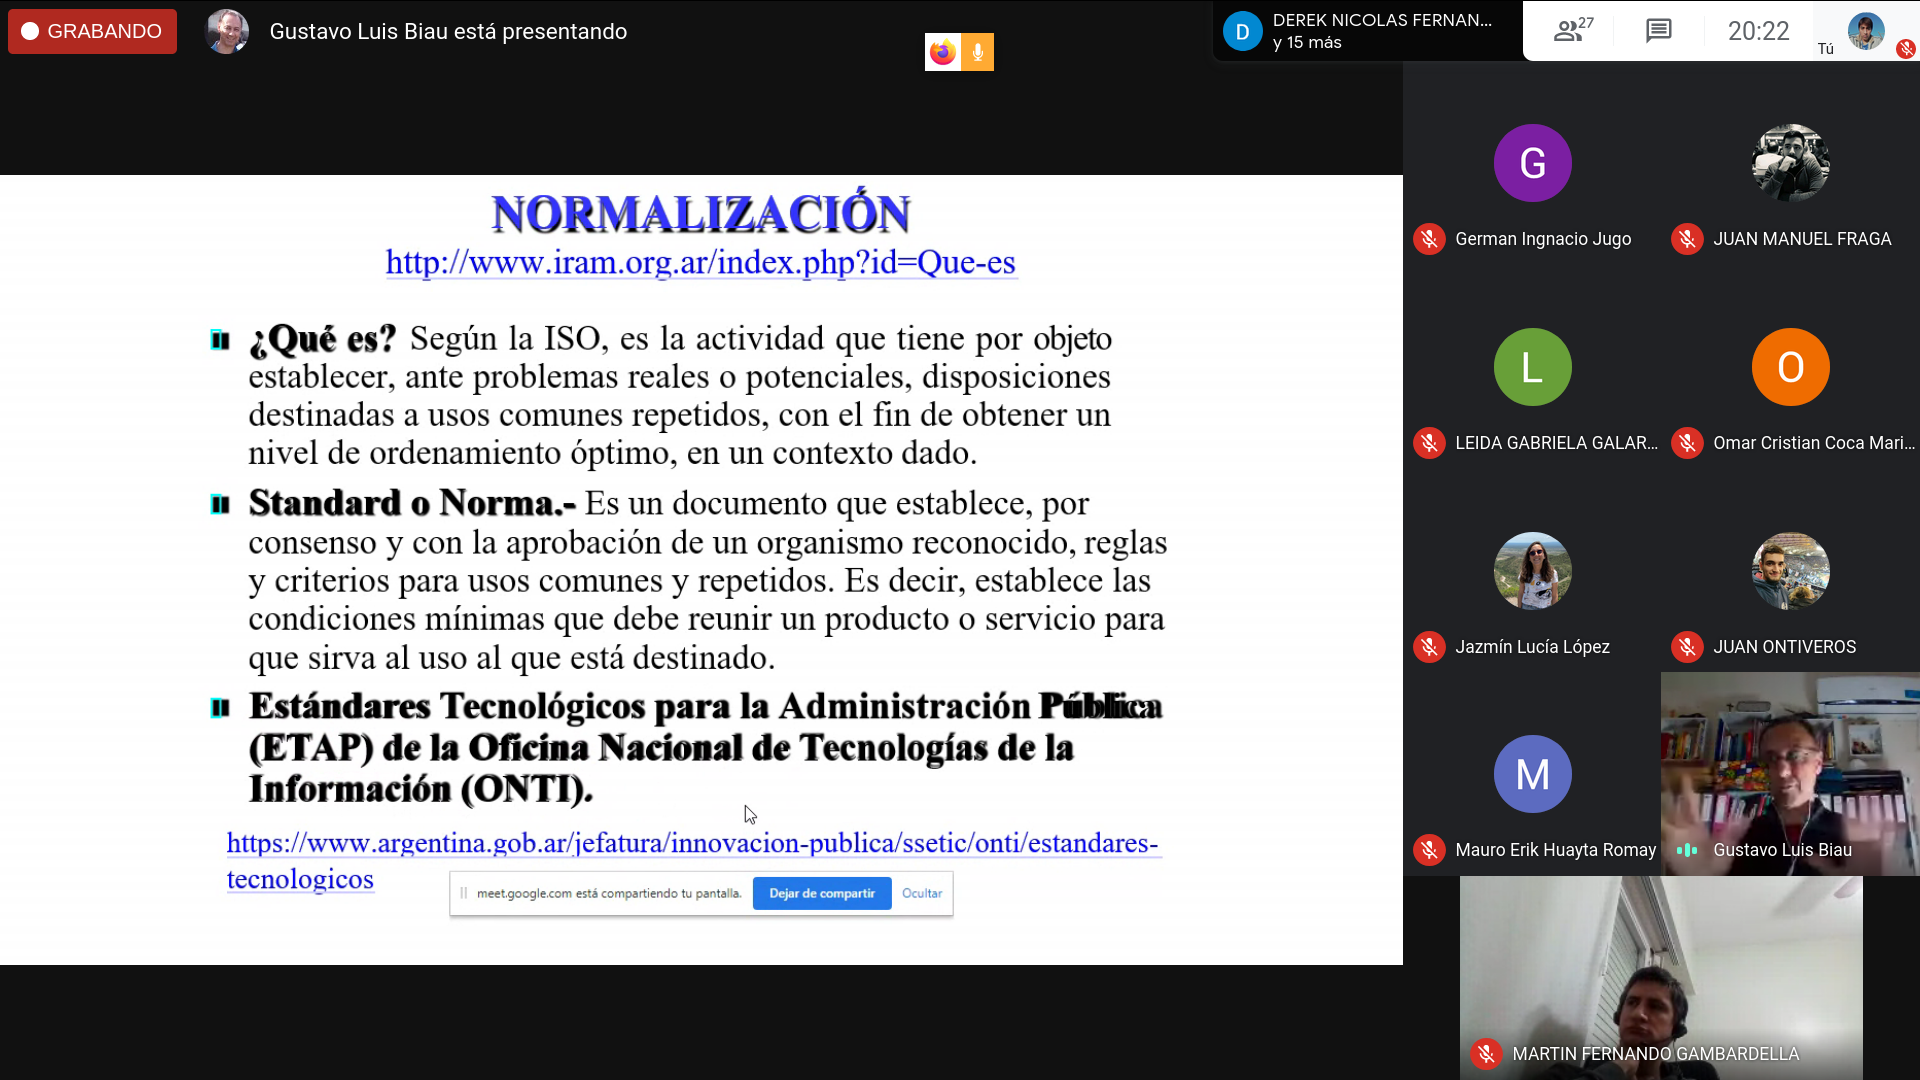 GRABANDO
Gustavo Luis Biau está presentando
D
DEREK NICOLAS FERNAN...
y 15 más
27
20:22
Tú
NORMALIZACIÓN
http://www.iram.org.ar/index.php?id=Que-es
¿Qué es? Según la ISO, es la actividad que tiene por objeto
establecer, ante problemas reales o potenciales, disposiciones
destinadas a usos comunes repetidos, con el fin de obtener un
nivel de ordenamiento óptimo, en un contexto dado.
Standard o Norma.- Es un documento que establece, por
consenso y con la aprobación de un organismo reconocido, reglas
y criterios para usos comunes y repetidos. Es decir, establece las
condiciones mínimas que debe reunir un producto o servicio para
que sirva al uso al que está destinado.
Estándares Tecnológicos para la Administración Pública
(ETAP) de la Oficina Nacional de Tecnologías de la
Información (ONTI).
https://www.argentina.gob.ar/jefatura/innovacion-publica/ssetic/onti/estandares-
tecnologicos
meet.google.com está compartiendo tu pantalla.
Dejar de compartir
Ocultar
G
German Ingnacio Jugo
JUAN MANUEL FRAGA
L
LEIDA GABRIELA GALAR...
O
Omar Cristian Coca Mari...
Jazmín Lucía López
JUAN ONTIVEROS
M
Mauro Erik Huayta Romay
Gustavo Luis Biau
MARTIN FERNANDO GAMBARDELLA